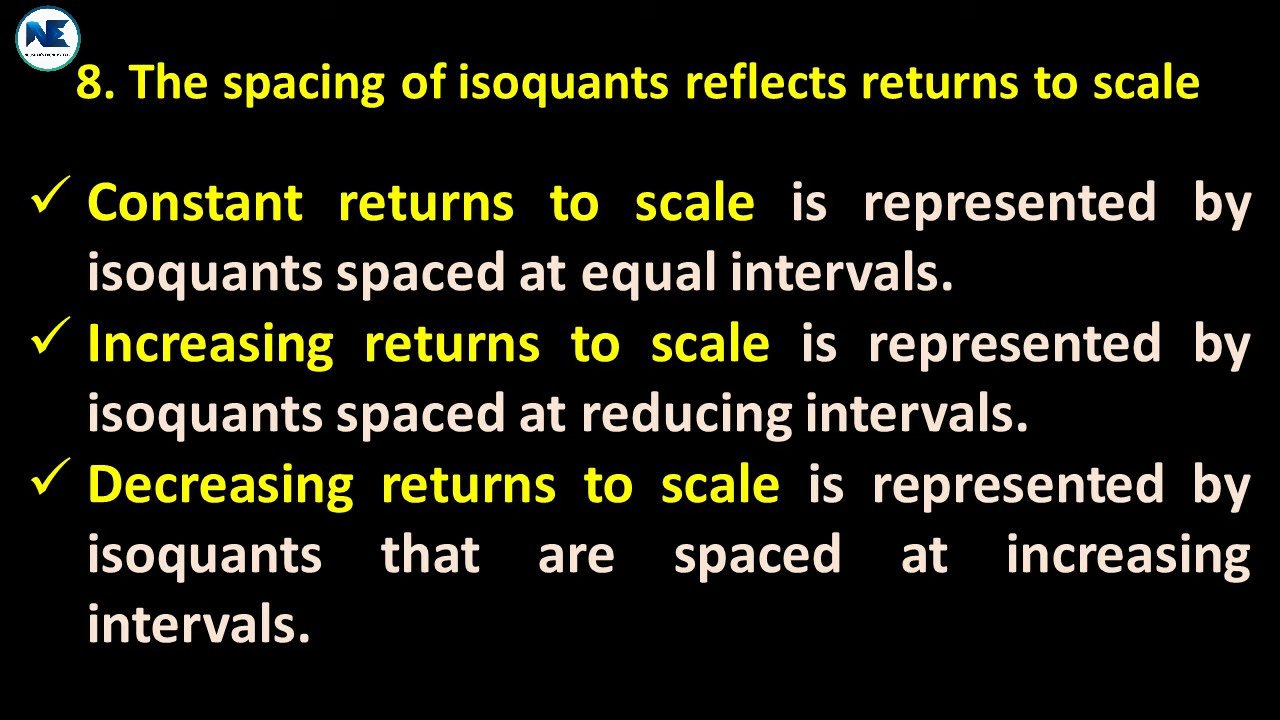 NE
8. The spacing of isoquants reflects returns to scale
✓ Constant returns to scale is represented by
isoquants spaced at equal intervals.
✓ Increasing returns to scale is represented by
isoquants spaced at reducing intervals.
✓ Decreasing returns to scale is represented by
isoquants that are spaced at increasing
intervals.